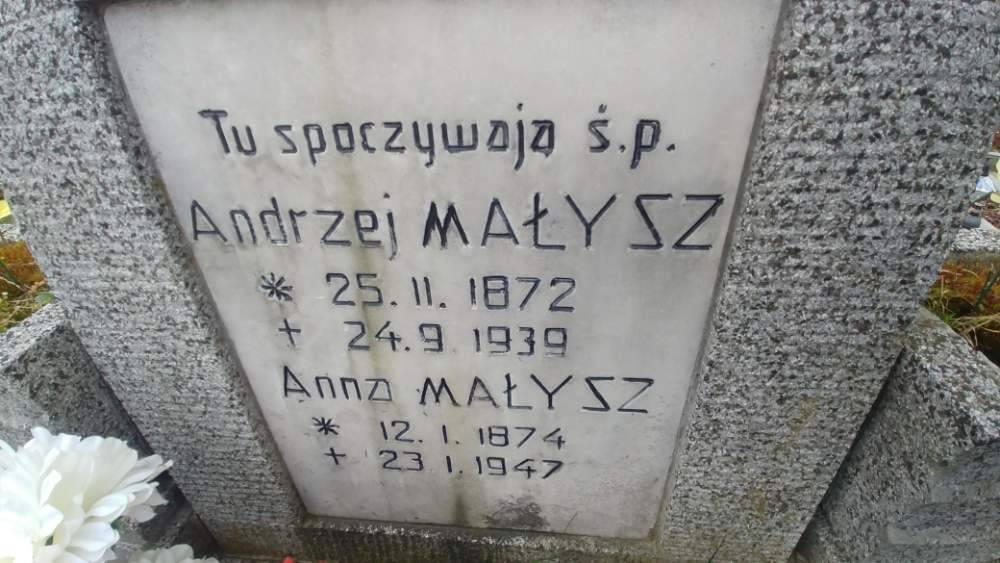 Tu spoczywają ś.p.
Andrzej MAŁYSZ
* 25. 11. 1872
+ 24. 9 1939
Anna MAŁYSZ
* 12. 1. 1874
+ 23 1. 1947